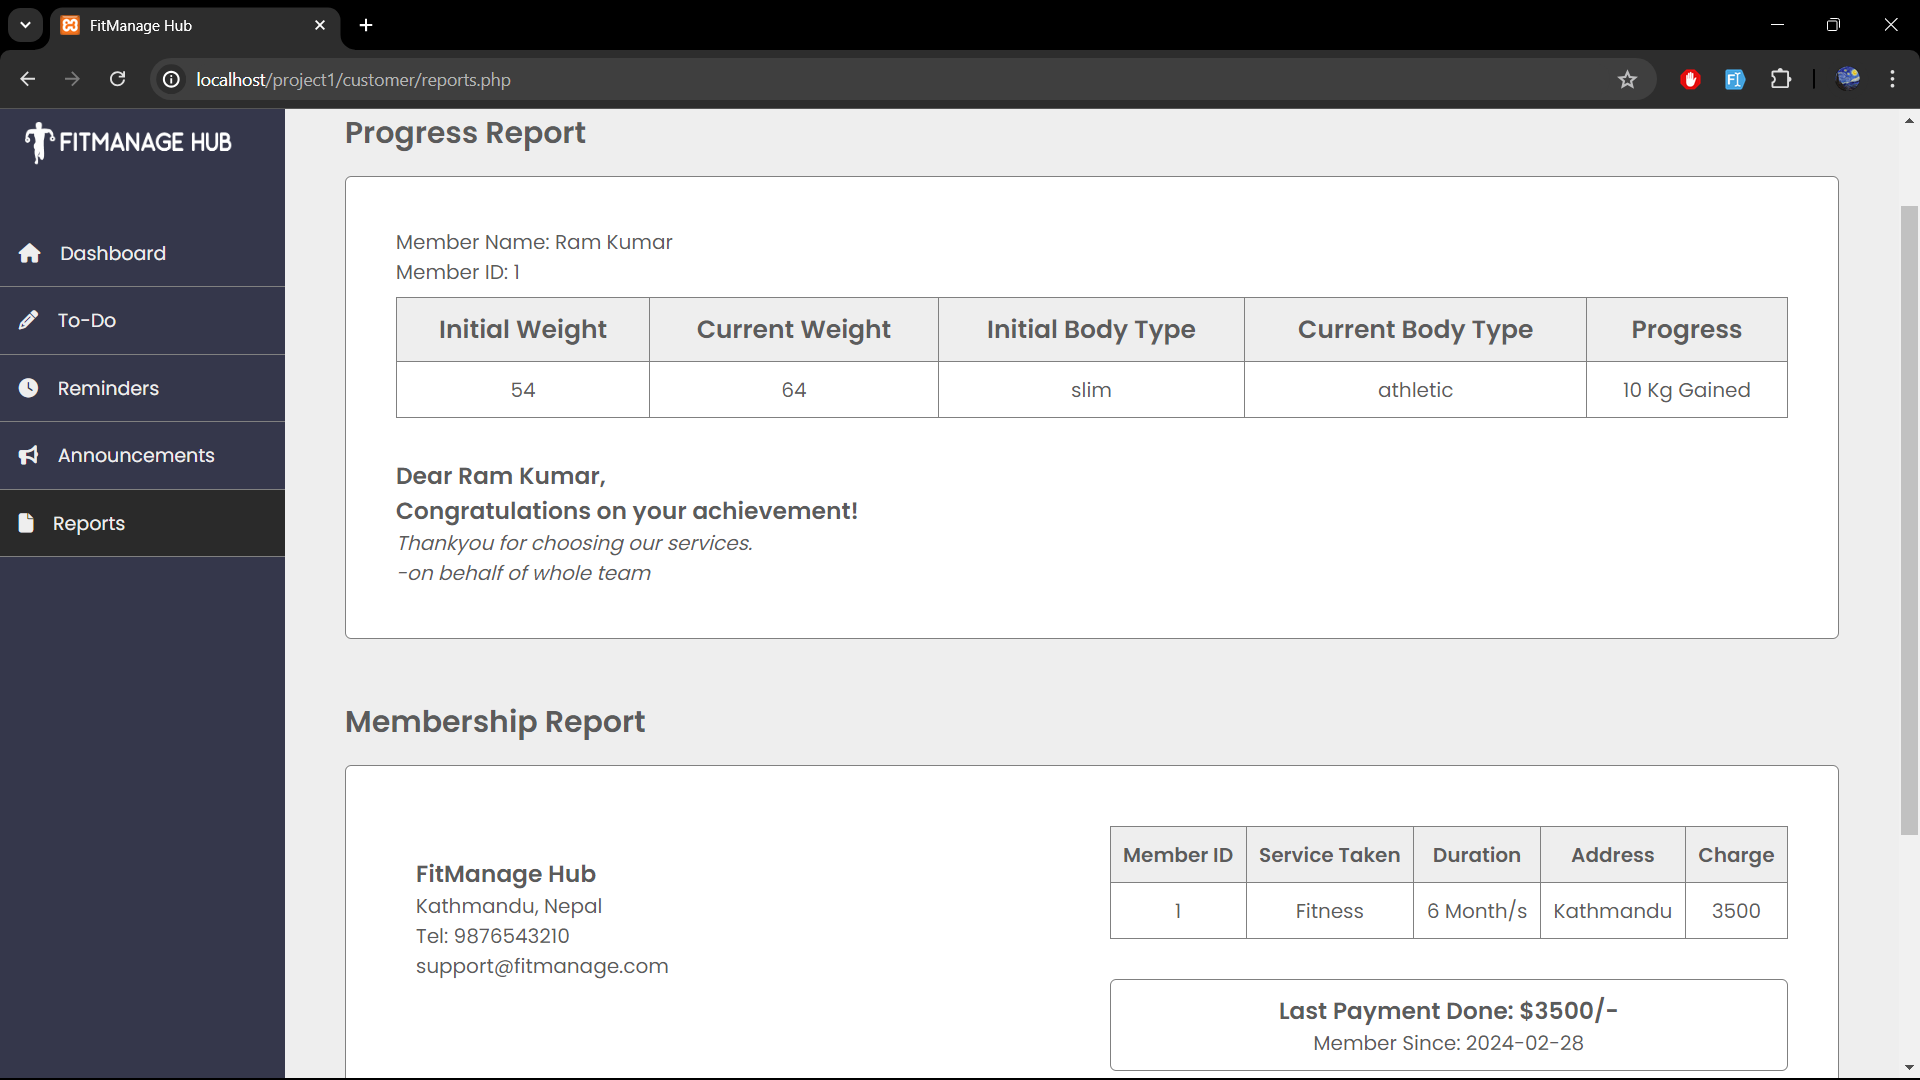 FitManage Hub
localhost/project1/customer/reports.php
FITMANAGE HUB
Dashboard
To-Do
Reminders
Announcements
Reports
Progress Report
Member Name: Ram Kumar
Member ID: 1
Initial Weight Current Weight Initial Body Type Current Body Type Progress
54 64 slim athletic 10 Kg Gained
Dear Ram Kumar,
Congratulations on your achievement!
Thankyou for choosing our services.
-on behalf of whole team
Membership Report
FitManage Hub
Kathmandu, Nepal
Tel: 9876543210
support@fitmanage.com
Member ID Service Taken Duration Address Charge
1 Fitness 6 Month/s Kathmandu 3500
Last Payment Done: $3500/-
Member Since: 2024-02-28